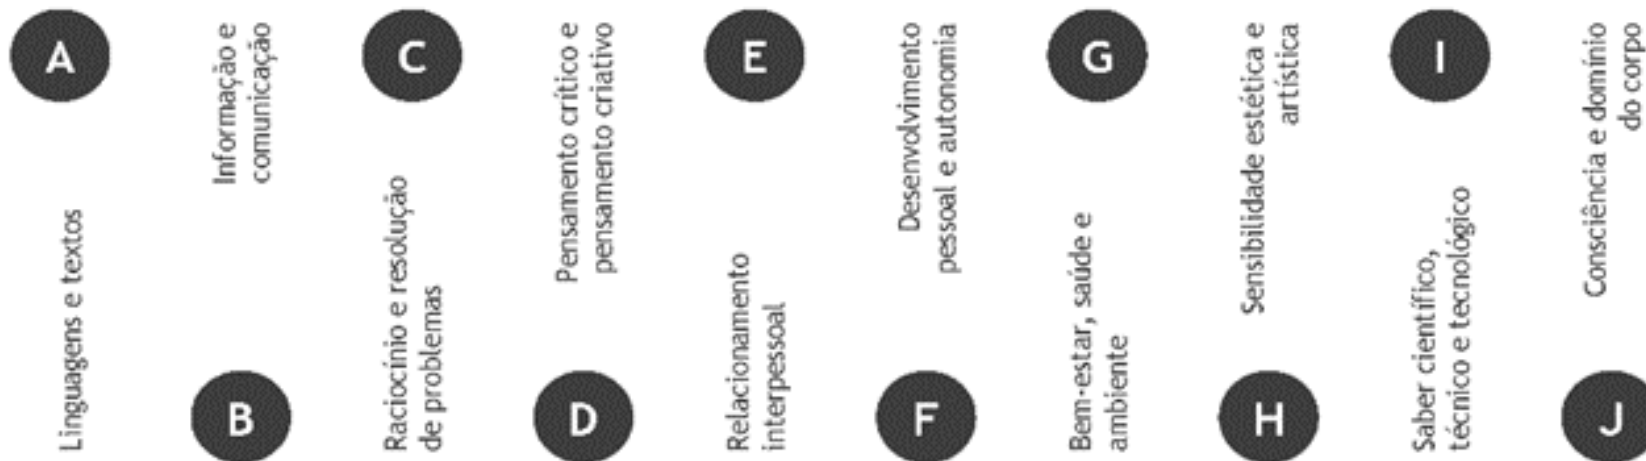 A
Linguagens e textos
B
Informação e
comunicação
C
Raciocínio e resolução
de problemas
D
Pensamento crítico e
pensamento criativo
E
Relacionamento
interpessoal
F
Desenvolvimento
pessoal e autonomia
G
Bem-estar, saúde e
ambiente
H
Sensibilidade estética e
artística
I
Saber científico,
técnico e tecnológico
J
Consciência e domínio
do corpo